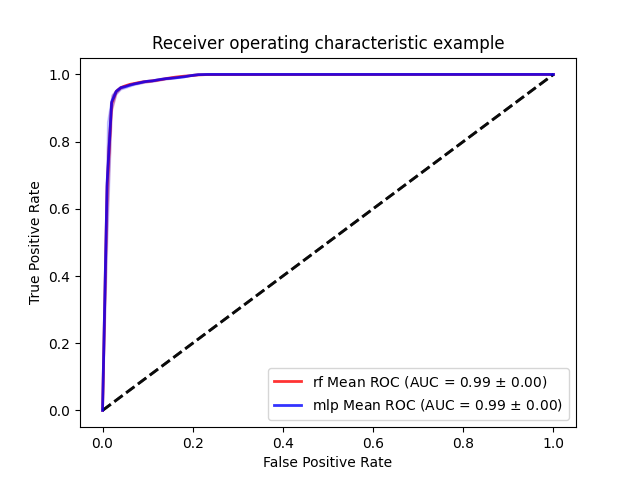 Receiver operating characteristic example
True Positive Rate
1.0
0.8
0.6
0.4
0.2
0.0
rf Mean ROC (AUC = 0.99 ± 0.00)
mlp Mean ROC (AUC = 0.99 ± 0.00)
0.0 0.2 0.4 0.6 0.8 1.0
False Positive Rate